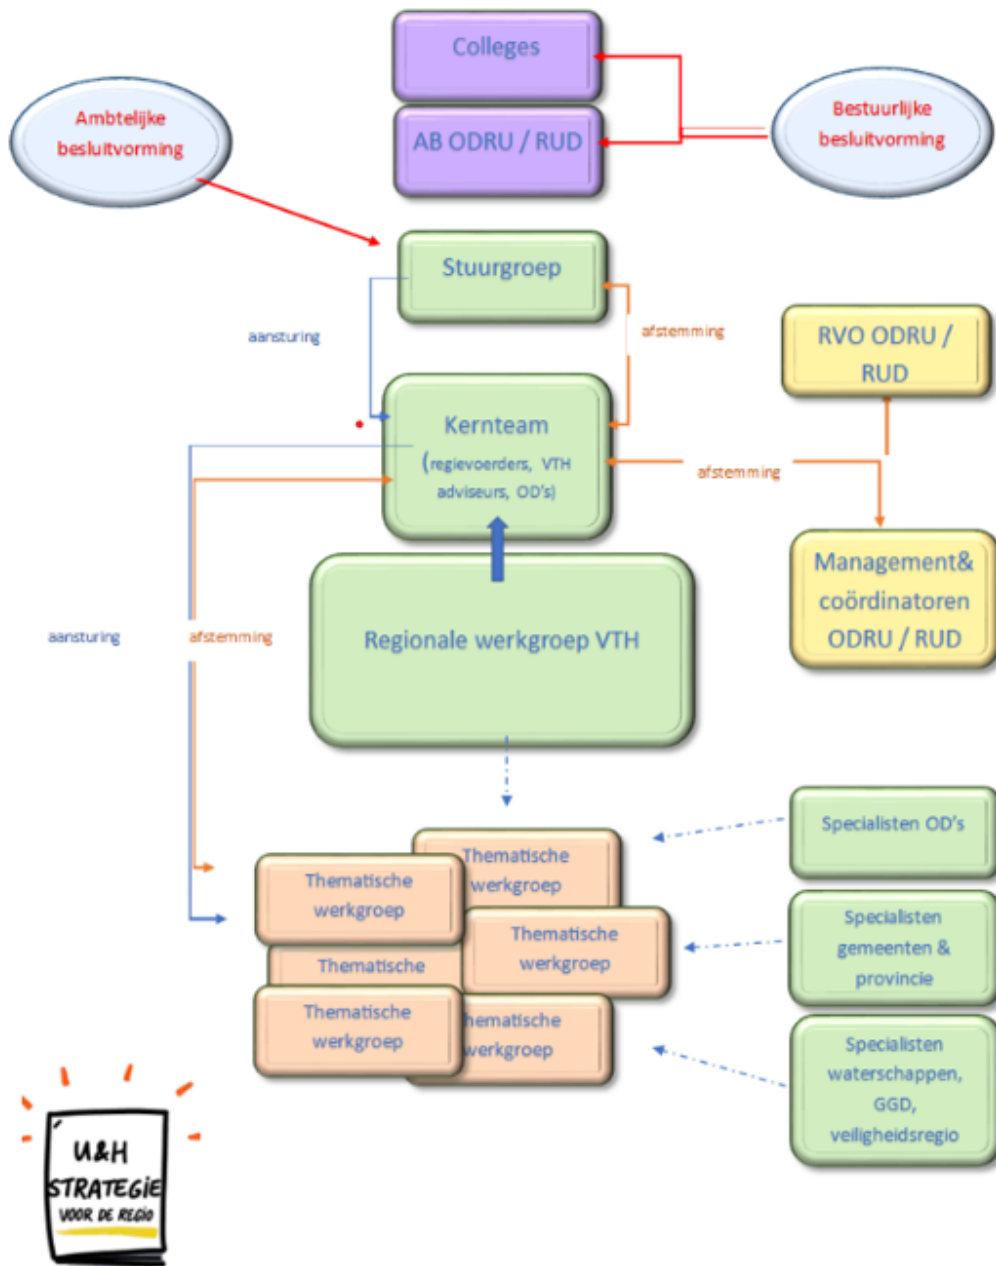 Colleges
Ambtelijke
besluitvorming
Bestuurlijke
besluitvorming
AB ODRU / RUD
Stuurgroep
aansturing
afstemming
RVO ODRU /
RUD
Kernteam
(regievoerders, VTH
adviseurs, OD's)
afstemming
Management&
coördinatoren
ODRU / RUD
Regionale werkgroep VTH
aansturing
afstemming
Specialisten OD's
Thematische
werkgroep
Thematische
werkgroep
Thematische
werkgroep
Specialisten
gemeenten &
provincie
Thematische
Thematische
werkgroep
hematische
werkgroep
Specialisten
waterschappen,
GGD,
veiligheidsregio
U&H
STRATEGIE
VOOR DE REGIO